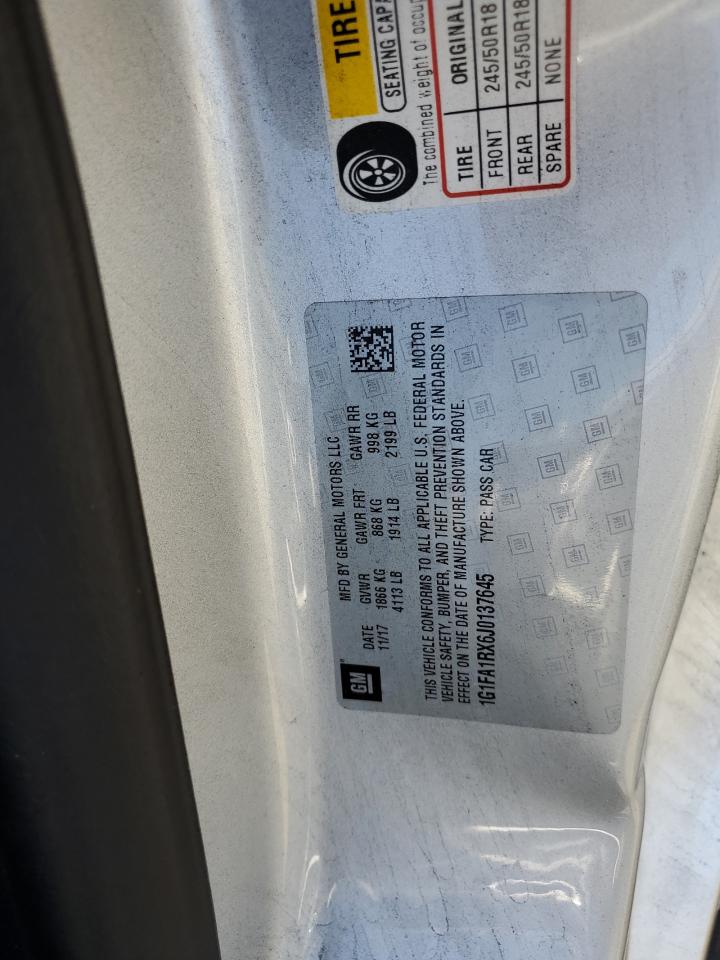 TIRE
SEATING CAPA
The combined weight of occup
TIRE ORIGINAL
FRONT 245/50R18
REAR 245/50R18
SPARE NONE
GM
MFD BY GENERAL MOTORS LLC
DATE GVWR GAWR FRT GAWR RR
11/17 1866 KG 868 KG 998 KG
4113 LB 1914 LB 2199 LB
THIS VEHICLE CONFORMS TO ALL APPLICABLE U.S. FEDERAL MOTOR
VEHICLE SAFETY, BUMPER, AND THEFT PREVENTION STANDARDS IN
EFFECT ON THE DATE OF MANUFACTURE SHOWN ABOVE.
1G1FA1RX6J0137645 TYPE: PASS CAR